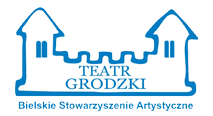 TEATR
GRODZKI
Bielskie Stowarzyszenie Artystyczne